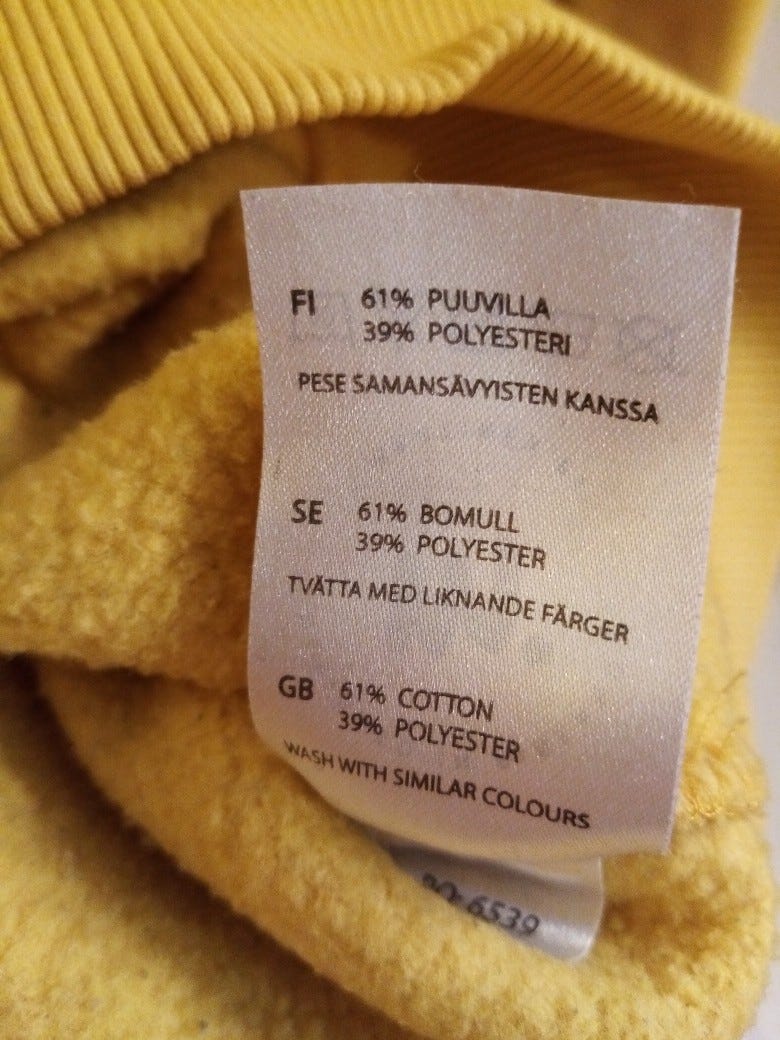 FI 61% PUUVILLA
39% POLYESTERI
PESE SAMANSÄVYISTEN KANSSA
SE 61% BOMULL
39% POLYESTER
TVÄTTA MED LIKNANDE FÄRGER
GB 61% COTTON
39% POLYESTER
WASH WITH SIMILAR COLOURS
6539